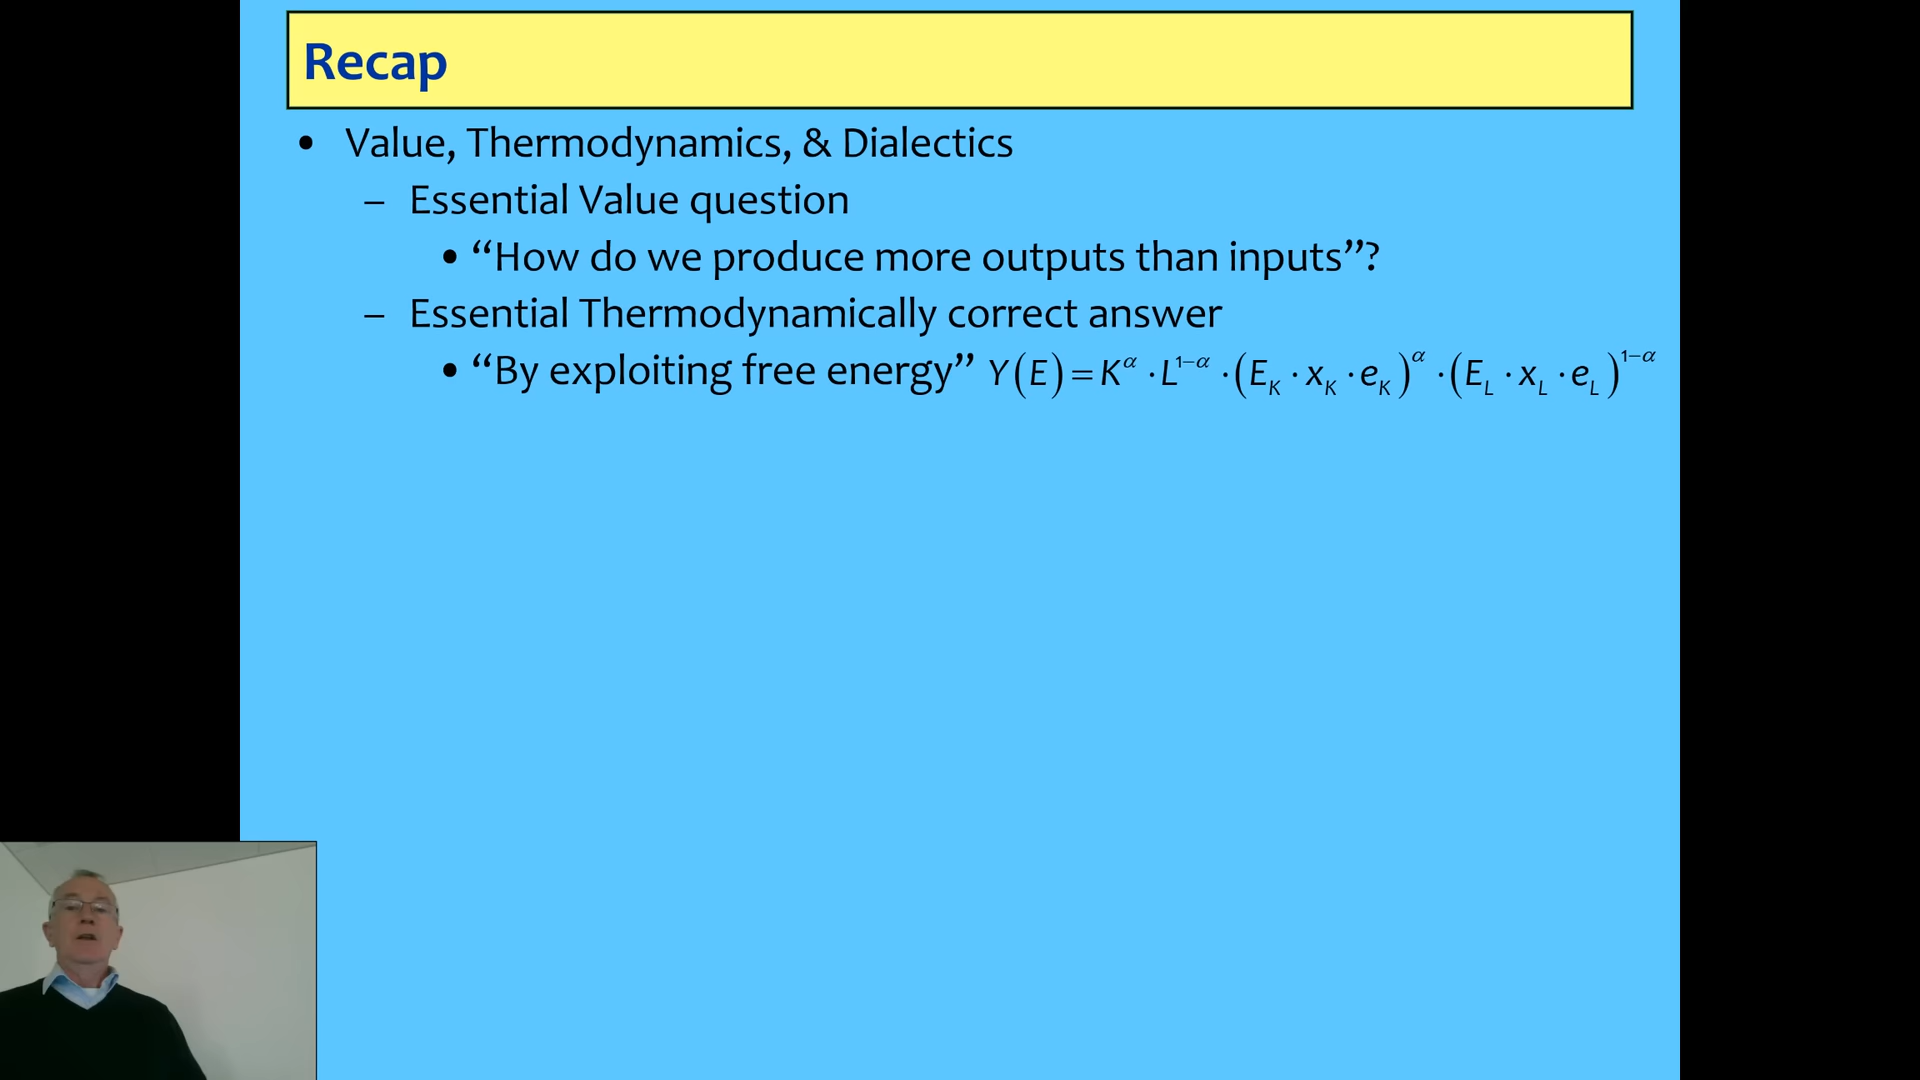 Recap
• Value, Thermodynamics, & Dialectics
– Essential Value question
• “How do we produce more outputs than inputs”?
– Essential Thermodynamically correct answer
• “By exploiting free energy” Y(E) = K^α · L^{1−α} · (E_K · x_K · e_K)^α · (E_L · x_L · e_L)^{1−α}